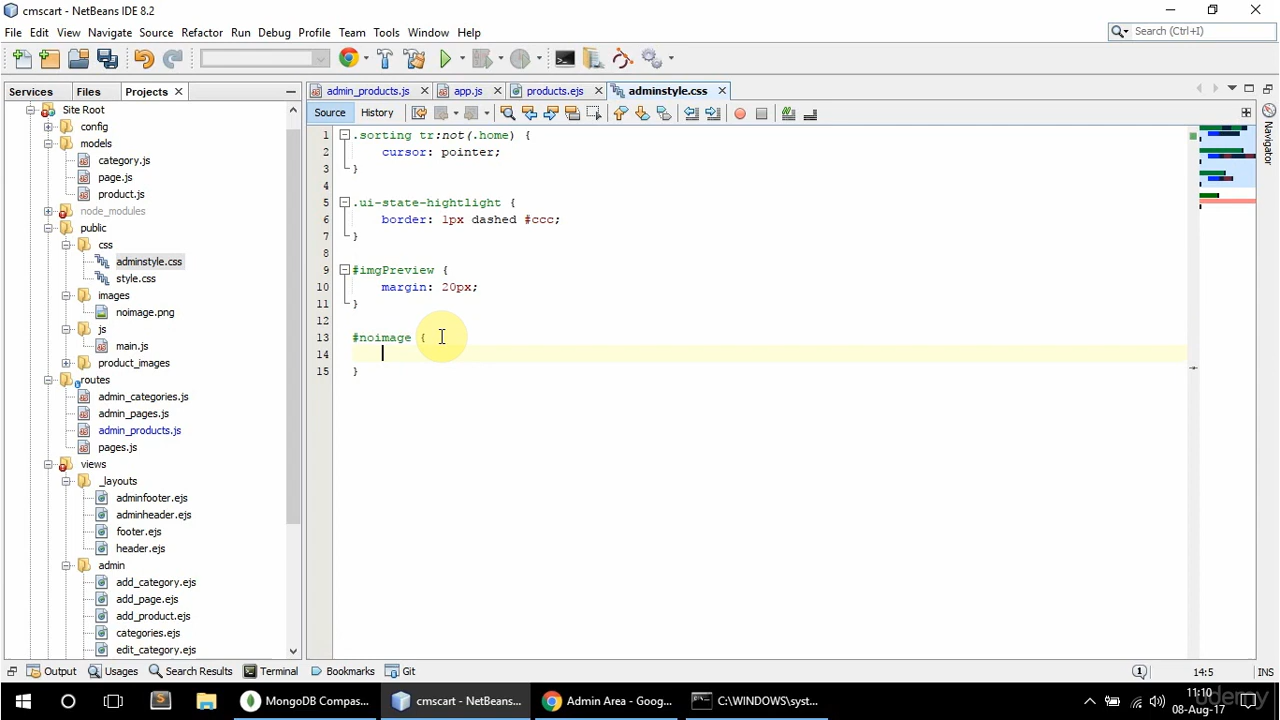 cmscart - NetBeans IDE 8.2
File Edit View Navigate Source Refactor Run Debug Profile Team Tools Window Help
Search (Ctrl+I)
Services Files Projects
admin_products.js app.js products.ejs adminstyle.css
Source History
Navigator
Site Root
config
models
category.js
page.js
product.js
node_modules
public
css
adminstyle.css
style.css
images
noimage.png
js
main.js
product_images
routes
admin_categories.js
admin_pages.js
admin_products.js
pages.js
views
_layouts
adminfooter.ejs
adminheader.ejs
footer.ejs
header.ejs
admin
add_category.ejs
add_page.ejs
add_product.ejs
categories.ejs
edit_category.ejs
1 .sorting tr:not(.home) {
2 cursor: pointer;
3 }
4
5 .ui-state-hightlight {
6 border: 1px dashed #ccc;
7 }
8
9 #imgPreview {
10 margin: 20px;
11 }
12
13 #noimage {
14
15 }
Output Usages Search Results Terminal Bookmarks Git
1 14:5 INS
MongoDB Compas... cmscart - NetBeans I... Admin Area - Goog... C:\WINDOWS\syst...
11:10
08-Aug-17
udemy